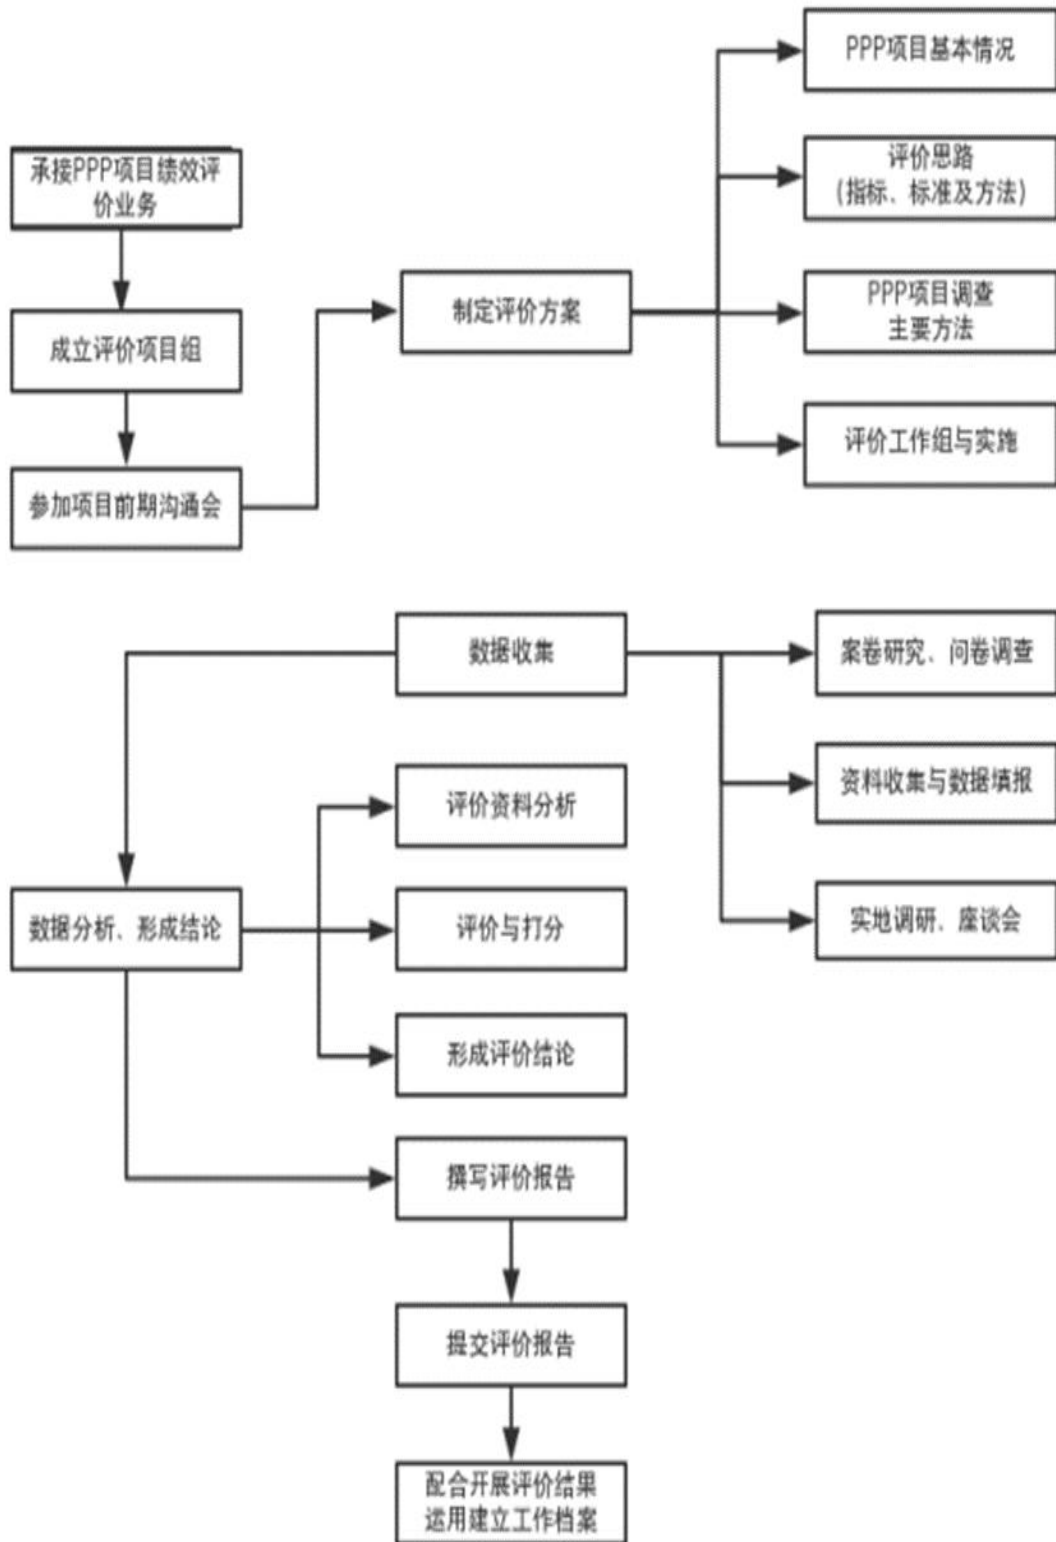 PPP项目基本情况
承接PPP项目绩效评
价业务
评价思路
(指标、标准及方法)
制定评价方案
PPP项目调查
主要方法
成立评价项目组
评价工作组与实施
参加项目前期沟通会
数据收集
案卷研究、问卷调查
资料收集与数据填报
评价资料分析
数据分析、形成结论
评价与打分
实地调研、座谈会
形成评价结论
撰写评价报告
提交评价报告
配合开展评价结果
运用建立工作档案